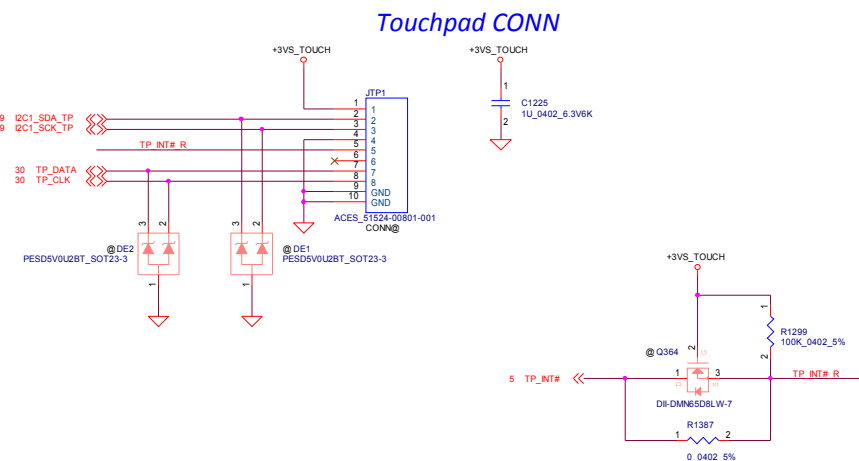 Touchpad CONN
+3VS_TOUCH
+3VS_TOUCH
JTP1
1
1
C1225
1U_0402_6.3V6K
2
9 I2C1_SDA_TP
9 I2C1_SCK_TP
TP_INT#_R
30 TP_DATA
30 TP_CLK
1
2
3
4
5
6
7
8
9
10
1
2
3
4
5
6
7
8
GND
GND
ACES_51524-00801-001
CONN@
3
2
3
2
@ DE2
PESD5V0U2BT_SOT23-3
@ DE1
PESD5V0U2BT_SOT23-3
1
1
+3VS_TOUCH
1
R1299
100K_0402_5%
2
@ Q364
2
G
5 TP_INT#
1
D
S
3
TP_INT#_R
DII-DMN65D8LW-7
R1387
1
2
0_0402_5%